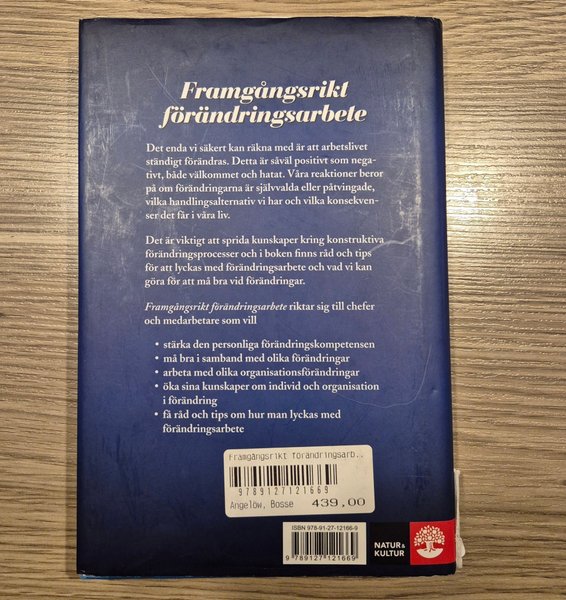 Framgångsrikt
förändringsarbete
Det enda vi säkert kan räkna med är att arbetslivet
ständigt förändras. Detta är såväl positivt som nega-
tivt, både välkommet och hatat. Våra reaktioner beror
på om förändringarna är självvalda eller påtvingade,
vilka handlingsalternativ vi har och vilka konsekven-
ser det får i våra liv.
Det är viktigt att sprida kunskaper kring konstruktiva
förändringsprocesser och i boken finns råd och tips
för att lyckas med förändringsarbete och vad vi kan
göra för att må bra vid förändringar.
Framgångsrikt förändringsarbete riktar sig till chefer
och medarbetare som vill
• stärka den personliga förändringskompetensen
• må bra i samband med olika förändringar
• arbeta med olika organisationsförändringar
• öka sina kunskaper om individ och organisation
i förändring
• få råd och tips om hur man lyckas med
förändringsarbete
Framgångsrikt förändringsarb..
9789127121669
Angelöw, Bosse 439,00
ISBN 978-91-27-12166-9
9 789127 121669
NATUR &
KULTUR